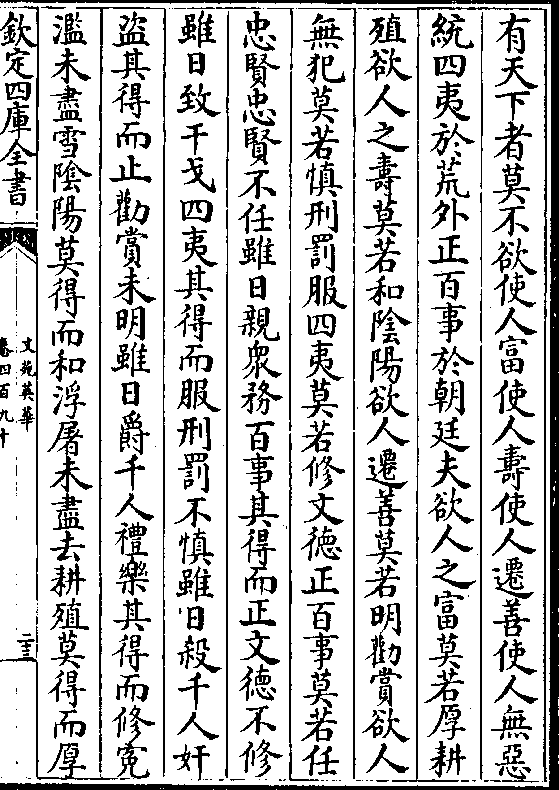 有天下者莫不欲使人富使人壽使人遷善使人無惡
統四夷於荒外正百事於朝廷夫欲人之富莫若厚耕
殖欲人之壽莫若和陰陽欲人遷善莫若明勸賞欲人
無犯莫若慎刑罰服四夷莫若修文德正百事莫若任
忠賢忠賢不任雖日親衆務百事其得而正文德不修
雖日致干戈四夷其得而服刑罰不慎雖日殺千人奸
盜其得而止勸賞未明雖日爵千人禮樂其得而修寃
濫未盡雪陰陽莫得而和浮屠未盡去耕殖莫得而厚
欽定四庫全書
文苑英華
卷四百九十
二十三